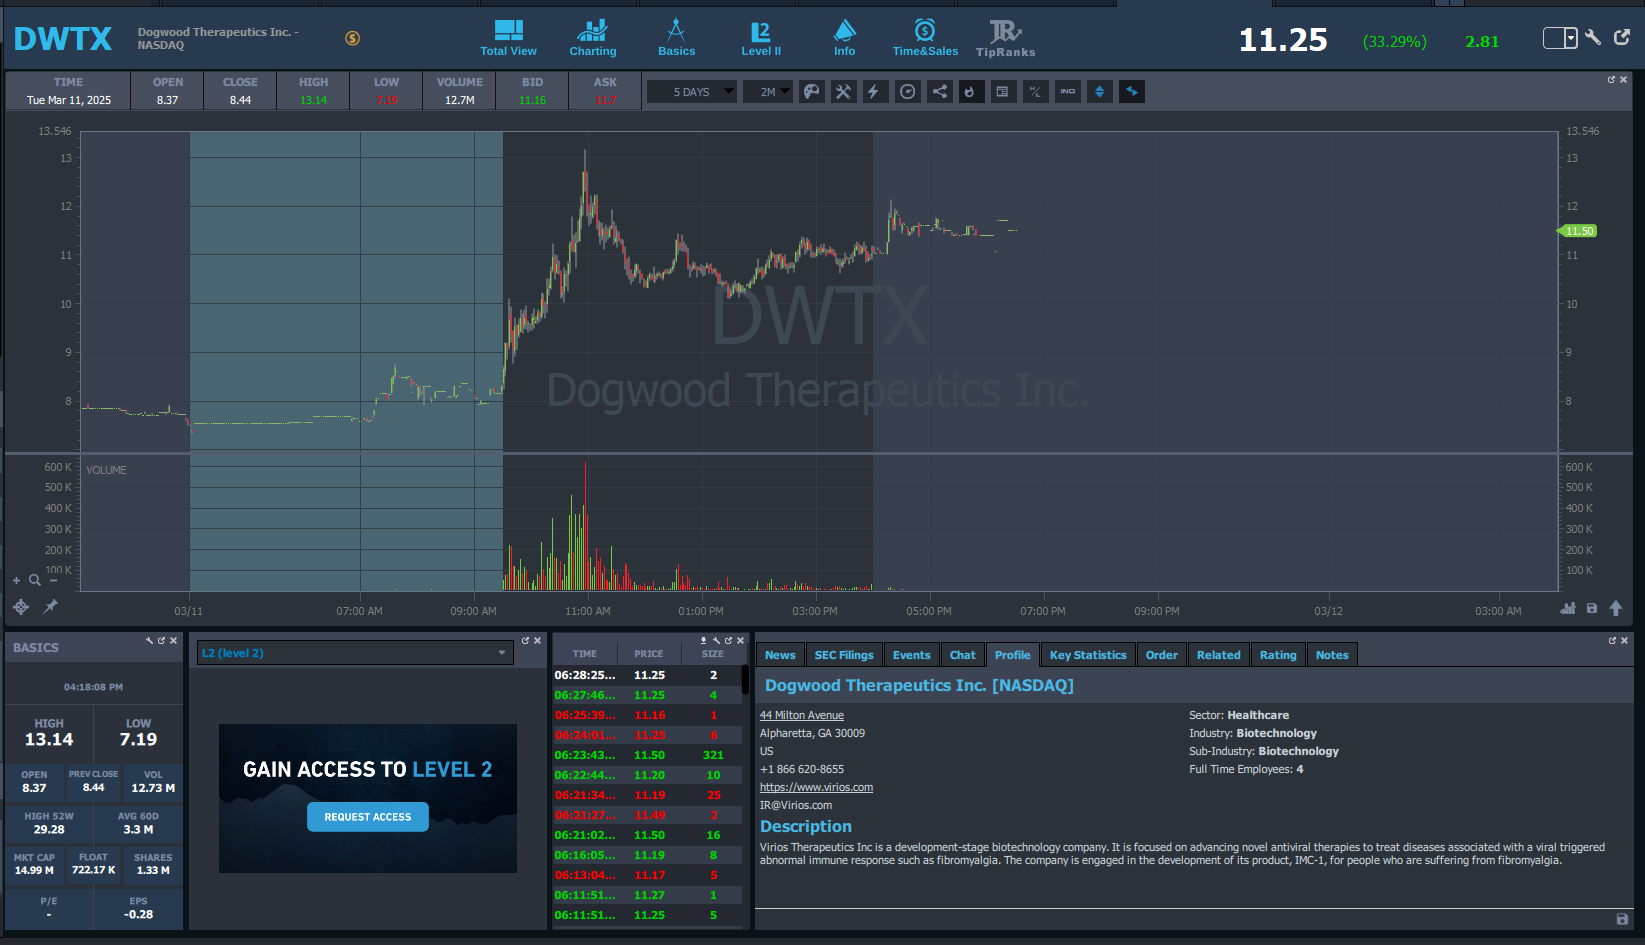 DWTX
Dogwood Therapeutics Inc. -
NASDAQ
Total View
Charting
Basics
L2
Level II
Info
Time&Sales
TipRanks
11.25
(33.29%)
2.81
TIME OPEN CLOSE HIGH LOW VOLUME BID ASK
Tue Mar 11, 2025 8.37 8.44 13.14 7.19 12.7M 11.16 11.7
5 DAYS
2M
IND
13.546 13.546
13 13
12 12
11.50
11 11
10 10
9 9
8 8
DWTX
Dogwood Therapeutics Inc.
VOLUME
600 K 600 K
500 K 500 K
400 K 400 K
300 K 300 K
200 K 200 K
100 K 100 K
03/11 07:00 AM 09:00 AM 11:00 AM 01:00 PM 03:00 PM 05:00 PM 07:00 PM 09:00 PM 03/12 03:00 AM
BASICS
04:18:08 PM
HIGH LOW
13.14 7.19
OPEN PREV CLOSE VOL
8.37 8.44 12.73 M
HIGH 52W AVG 60D
29.28 3.3 M
MKT CAP FLOAT SHARES
14.99 M 722.17 K 1.33 M
P/E EPS
- -0.28
L2 (level 2)
GAIN ACCESS TO LEVEL 2
REQUEST ACCESS
TIME PRICE SIZE
06:28:25... 11.25 2
06:27:46... 11.25 4
06:25:39... 11.16 1
06:24:01... 11.25 6
06:23:43... 11.50 321
06:22:44... 11.20 10
06:21:34... 11.19 25
06:21:27... 11.49 2
06:21:02... 11.50 16
06:16:05... 11.19 8
06:13:04... 11.17 5
06:11:51... 11.27 1
06:11:51... 11.25 5
News SEC Filings Events Chat Profile Key Statistics Order Related Rating Notes
Dogwood Therapeutics Inc. [NASDAQ]
44 Milton Avenue
Alpharetta, GA 30009
US
+1 866 620-8655
https://www.virios.com
IR@Virios.com
Sector: Healthcare
Industry: Biotechnology
Sub-Industry: Biotechnology
Full Time Employees: 4
Description
Virios Therapeutics Inc is a development-stage biotechnology company. It is focused on advancing novel antiviral therapies to treat diseases associated with a viral triggered
abnormal immune response such as fibromyalgia. The company is engaged in the development of its product, IMC-1, for people who are suffering from fibromyalgia.